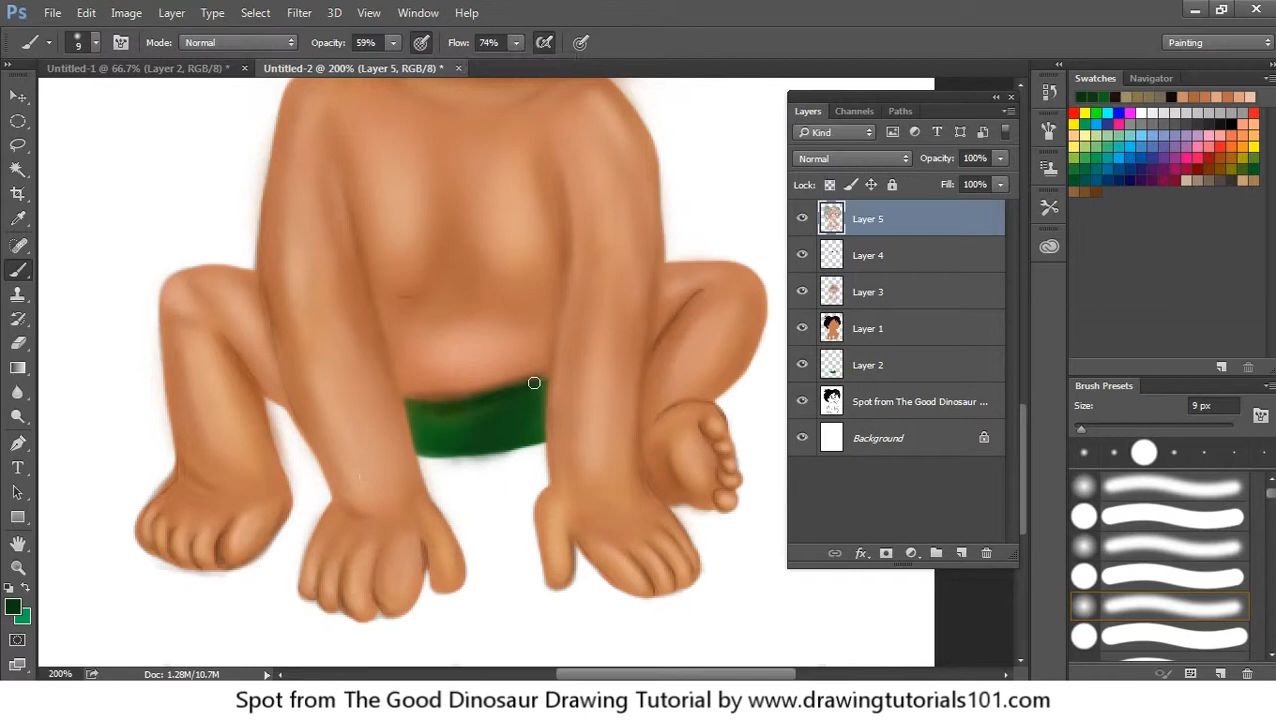 Ps File Edit Image Layer Type Select Filter 3D View Window Help
9 Mode: Normal Opacity: 59% Flow: 74% Painting
Untitled-1 @ 66.7% (Layer 2, RGB/8) * × Untitled-2 @ 200% (Layer 5, RGB/8) * ×
Swatches Navigator
Layers Channels Paths
Kind
Normal Opacity: 100%
Lock: Fill: 100%
Layer 5
Layer 4
Layer 3
Layer 1
Layer 2
Spot from The Good Dinosaur ...
Background
Brush Presets
Size: 9 px
200% Doc: 1.28M/10.7M
Spot from The Good Dinosaur Drawing Tutorial by www.drawingtutorials101.com